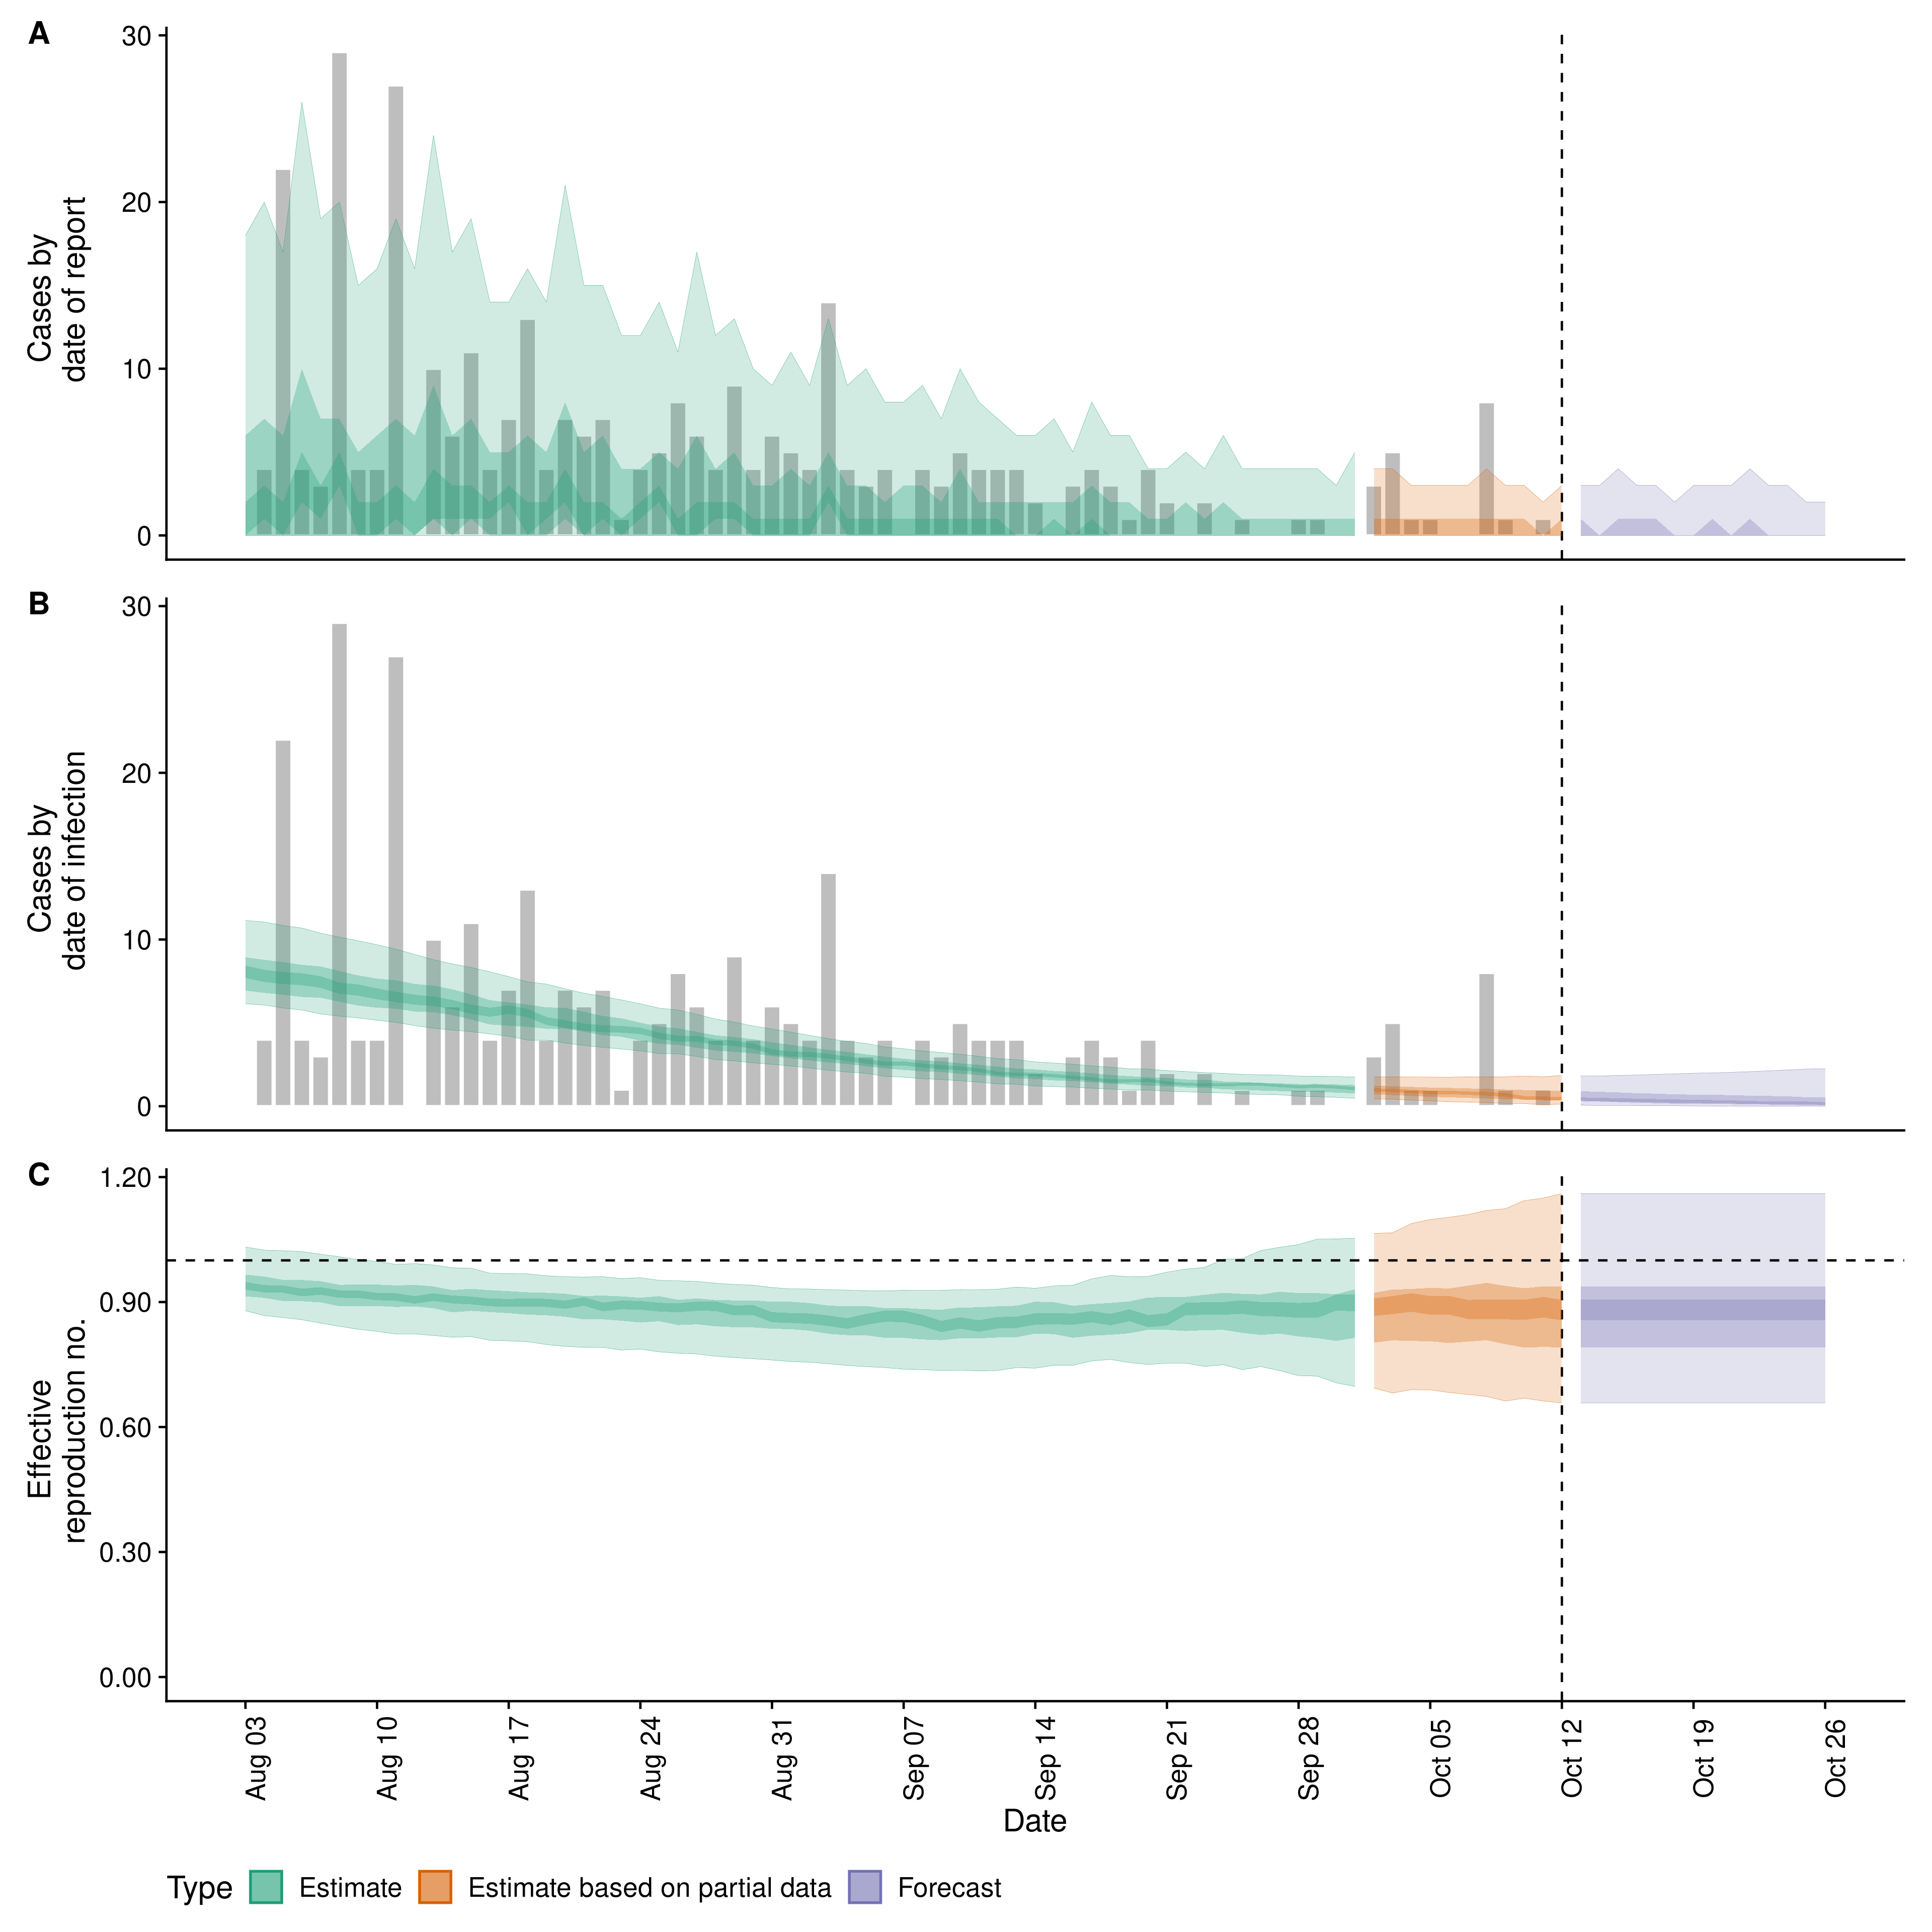 A
30
20
10
0
Cases by
date of report
B
30
20
10
0
Cases by
date of infection
C
1.20
0.90
0.60
0.30
0.00
Effective
reproduction no.
Aug 03
Aug 10
Aug 17
Aug 24
Aug 31
Sep 07
Sep 14
Sep 21
Sep 28
Oct 05
Oct 12
Oct 19
Oct 26
Date
Type Estimate Estimate based on partial data Forecast